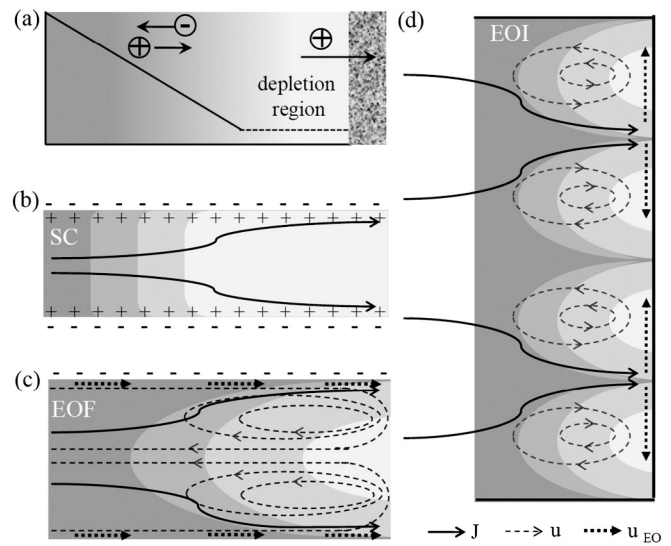 (a)
depletion
region
(b)
SC
(c)
EOF
(d)
EOI
J
u
u EO